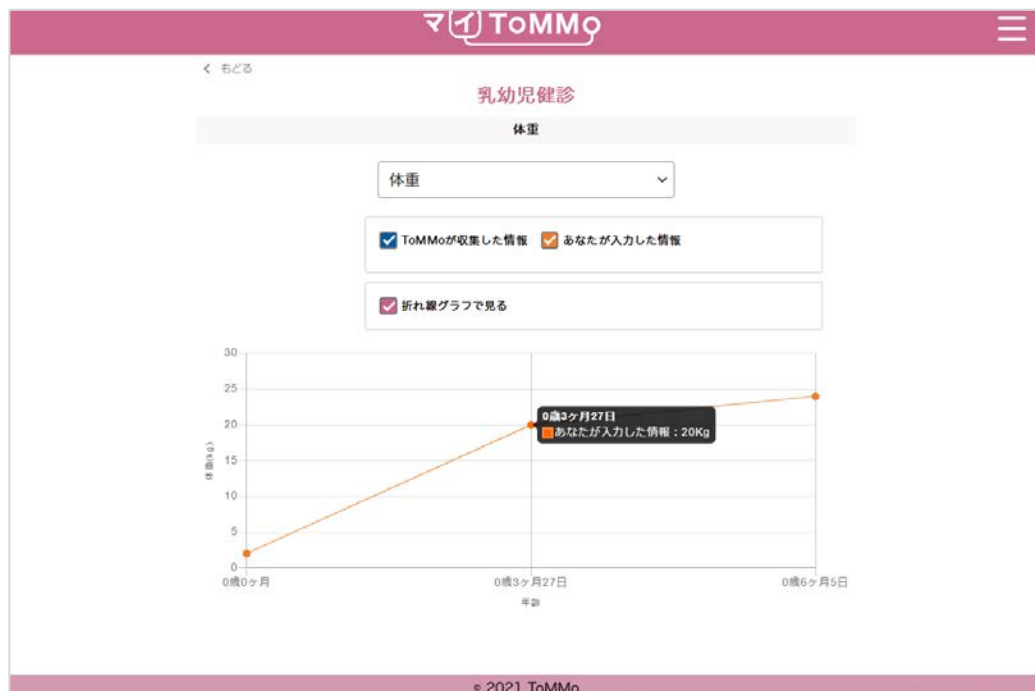 マイ ToMMo
もどる
乳幼児健診
体重
体重
ToMMoが収集した情報 あなたが入力した情報
折れ線グラフで見る
30
25
20
15
10
5
0
体重(kg)
0歳3ヶ月27日
あなたが入力した情報：20Kg
0歳0ヶ月 0歳3ヶ月27日 0歳6ヶ月5日
年齢
© 2021 ToMMo